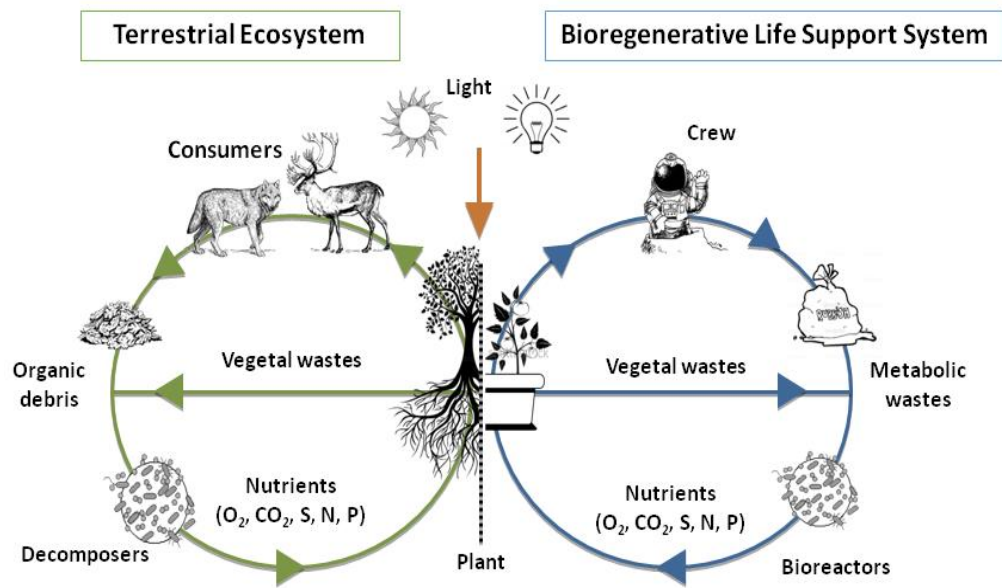 Terrestrial Ecosystem
Bioregenerative Life Support System
Light
Consumers
Crew
Organic
debris
Vegetal wastes
Vegetal wastes
Metabolic
wastes
Nutrients
(O₂, CO₂, S, N, P)
Nutrients
(O₂, CO₂, S, N, P)
Decomposers
Plant
Bioreactors